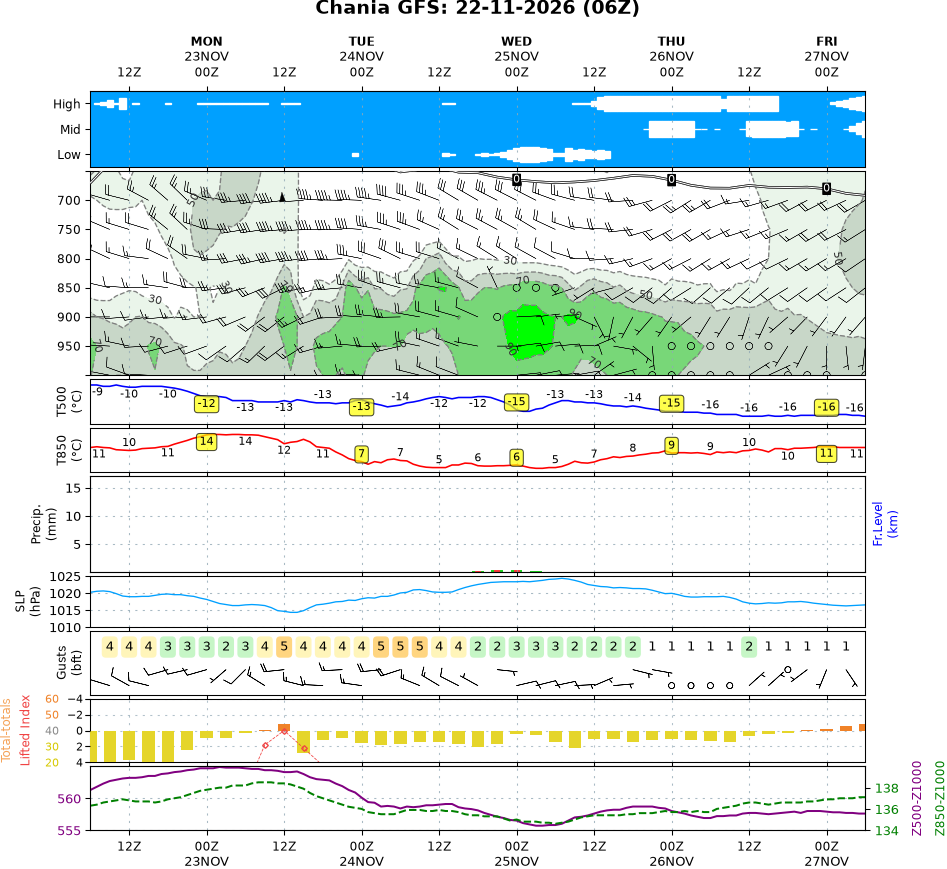 Chania GFS: 22-11-2026 (06Z)
MON TUE WED THU FRI
23NOV 24NOV 25NOV 26NOV 27NOV
12Z 00Z 12Z 00Z 12Z 00Z 12Z 00Z 12Z 00Z
High
Mid
Low
0 0 0
700
750
800
850
900
950
50 30 30 70 50 50 90 70 70
T500 (°C)
-9 -10 -10 -12 -13 -13 -13 -13 -14 -12 -12 -15 -13 -13 -14 -15 -16 -16 -16 -16 -16
T850 (°C)
11 10 11 14 14 12 11 7 7 5 6 6 5 7 8 9 9 10 10 11 11
Precip. (mm)
15
10
5
Fr.Level (km)
SLP (hPa)
1025
1020
1015
1010
Gusts (bft)
4 4 4 3 3 3 2 3 4 5 4 4 4 4 5 5 5 4 4 2 2 3 3 3 2 2 2 2 1 1 1 1 1 2 1 1 1 1 1
Total-totals
Lifted Index
60 −4
50 −2
40 0
30 2
20 4
560
555
138
136
134
Z500-Z1000
Z850-Z1000
12Z 00Z 12Z 00Z 12Z 00Z 12Z 00Z 12Z 00Z
23NOV 24NOV 25NOV 26NOV 27NOV